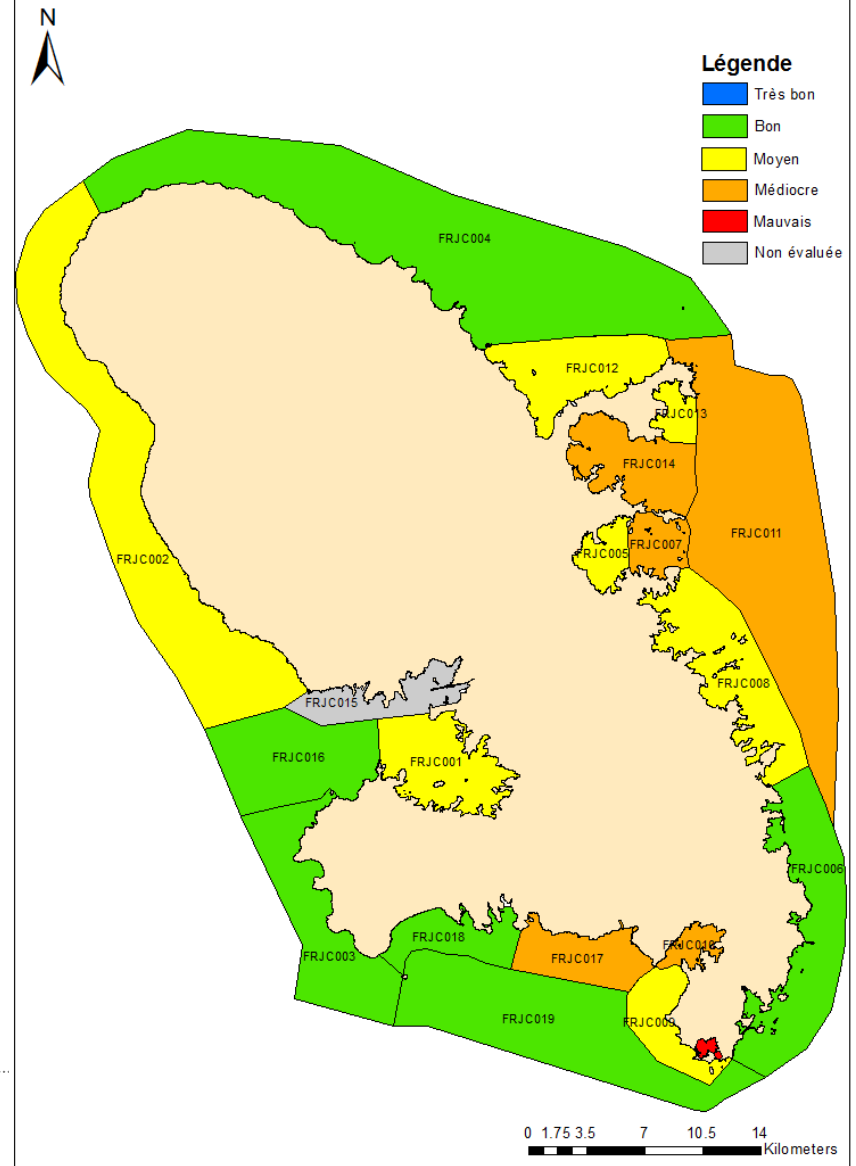 N
Légende
Très bon
Bon
Moyen
Médiocre
Mauvais
Non évaluée
FRJC004
FRJC012
FRJC013
FRJC014
FRJC011
FRJC007
FRJC005
FRJC002
FRJC008
FRJC015
FRJC001
FRJC016
FRJC006
FRJC018
FRJC003
FRJC017
FRJC019
FRJC009
0 1.75 3.5 7 10.5 14
Kilometers
...